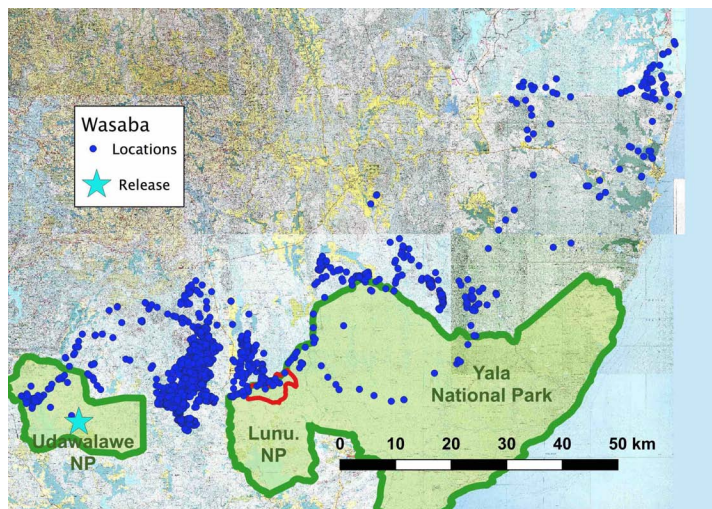 Wasaba
Locations
Release
Yala
National Park
Udawalawe
NP
Lunu.
NP
0 10 20 30 40 50 km